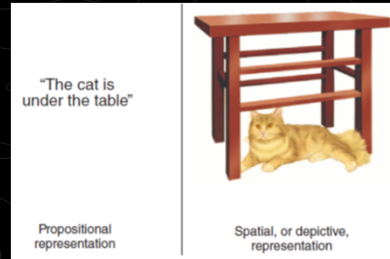 “The cat is
under the table”
Propositional
representation
Spatial, or depictive,
representation